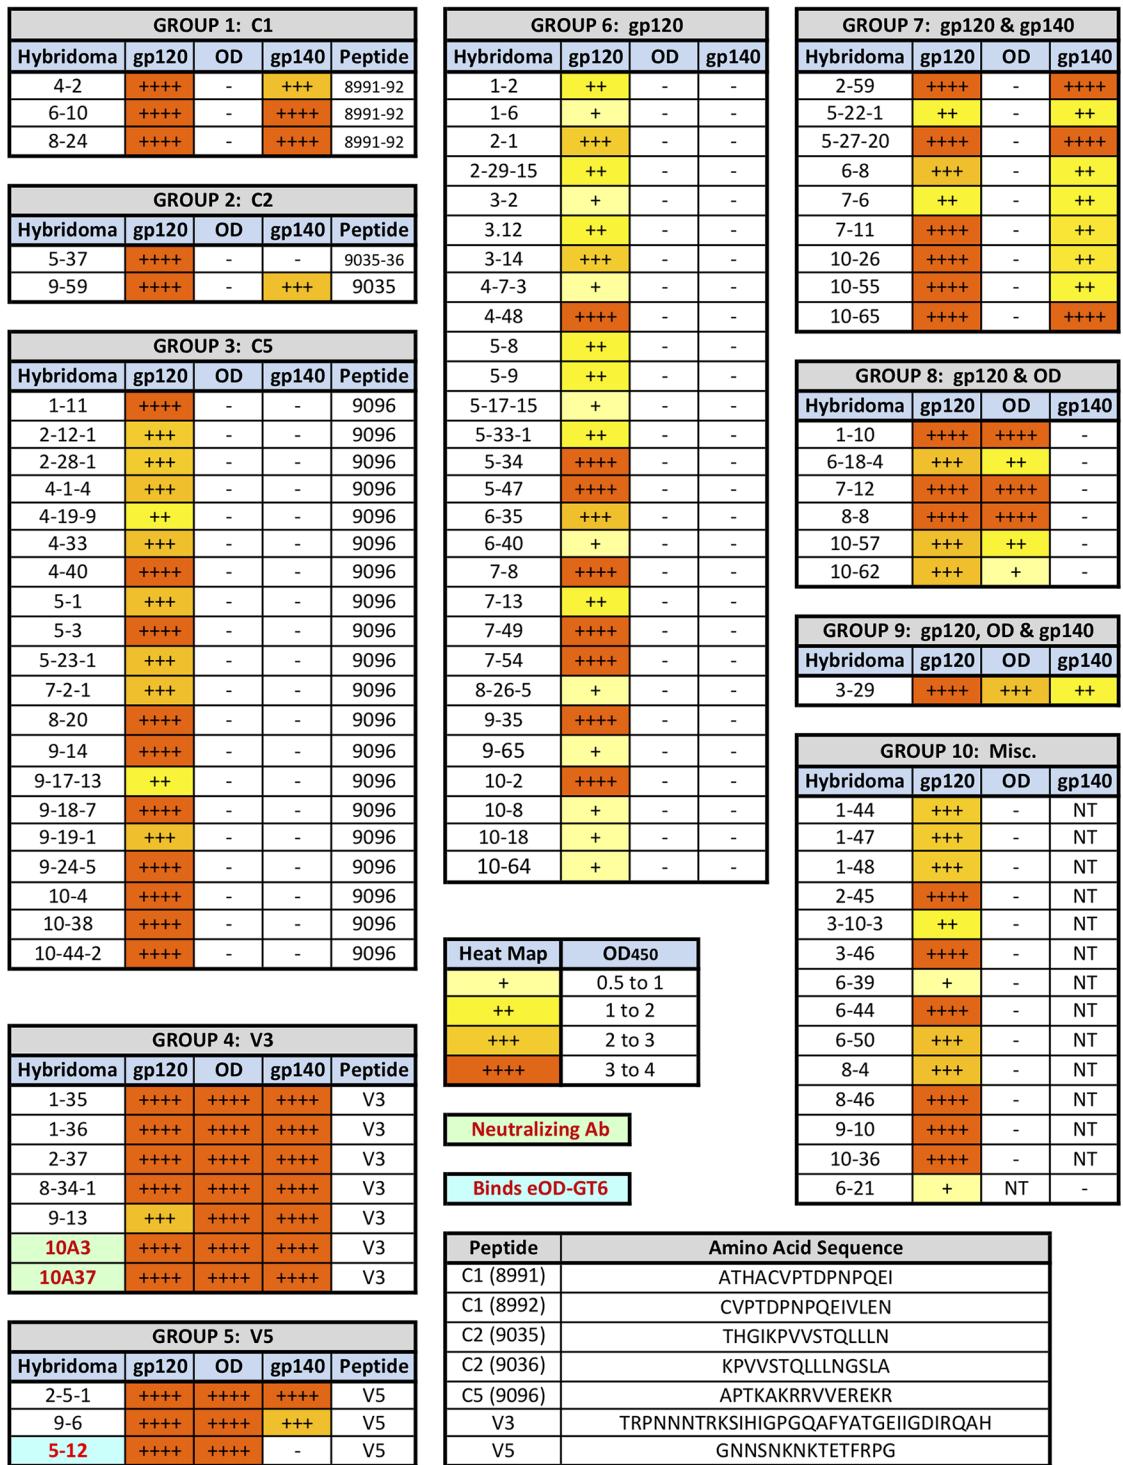 GROUP 1: C1
Hybridoma gp120 OD gp140 Peptide
4-2 ++++ - +++ 8991-92
6-10 ++++ - ++++ 8991-92
8-24 ++++ - ++++ 8991-92
GROUP 2: C2
Hybridoma gp120 OD gp140 Peptide
5-37 ++++ - - 9035-36
9-59 ++++ - +++ 9035
GROUP 3: C5
Hybridoma gp120 OD gp140 Peptide
1-11 ++++ - - 9096
2-12-1 +++ - - 9096
2-28-1 +++ - - 9096
4-1-4 +++ - - 9096
4-19-9 ++ - - 9096
4-33 +++ - - 9096
4-40 ++++ - - 9096
5-1 +++ - - 9096
5-3 ++++ - - 9096
5-23-1 +++ - - 9096
7-2-1 +++ - - 9096
8-20 ++++ - - 9096
9-14 ++++ - - 9096
9-17-13 ++ - - 9096
9-18-7 ++++ - - 9096
9-19-1 +++ - - 9096
9-24-5 ++++ - - 9096
10-4 ++++ - - 9096
10-38 ++++ - - 9096
10-44-2 ++++ - - 9096
GROUP 4: V3
Hybridoma gp120 OD gp140 Peptide
1-35 ++++ ++++ ++++ V3
1-36 ++++ ++++ ++++ V3
2-37 ++++ ++++ ++++ V3
8-34-1 ++++ ++++ ++++ V3
9-13 +++ ++++ ++++ V3
10A3 ++++ ++++ ++++ V3
10A37 ++++ ++++ ++++ V3
GROUP 5: V5
Hybridoma gp120 OD gp140 Peptide
2-5-1 ++++ ++++ ++++ V5
9-6 ++++ ++++ +++ V5
5-12 ++++ ++++ - V5
GROUP 6: gp120
Hybridoma gp120 OD gp140
1-2 ++ - -
1-6 + - -
2-1 +++ - -
2-29-15 ++ - -
3-2 + - -
3.12 ++ - -
3-14 +++ - -
4-7-3 + - -
4-48 ++++ - -
5-8 ++ - -
5-9 ++ - -
5-17-15 + - -
5-33-1 ++ - -
5-34 ++++ - -
5-47 ++++ - -
6-35 +++ - -
6-40 + - -
7-8 ++++ - -
7-13 ++ - -
7-49 ++++ - -
7-54 ++++ - -
8-26-5 + - -
9-35 ++++ - -
9-65 + - -
10-2 ++++ - -
10-8 + - -
10-18 + - -
10-64 + - -
Heat Map OD450
+ 0.5 to 1
++ 1 to 2
+++ 2 to 3
++++ 3 to 4
Neutralizing Ab
Binds eOD-GT6
Peptide Amino Acid Sequence
C1 (8991) ATHACVPTDPNPQEI
C1 (8992) CVPTDPNPQEIVLEN
C2 (9035) THGIKPVVSTQLLLN
C2 (9036) KPVVSTQLLLNGSLA
C5 (9096) APTKAKRRVVEREKR
V3 TRPNNNTRKSIHIGPGQAFYATGEIIGDIRQAH
V5 GNNSNKNKTETFRPG
GROUP 7: gp120 & gp140
Hybridoma gp120 OD gp140
2-59 ++++ - ++++
5-22-1 ++ - ++
5-27-20 ++++ - ++++
6-8 +++ - ++
7-6 ++ - ++
7-11 ++++ - ++
10-26 ++++ - ++
10-55 ++++ - ++
10-65 ++++ - ++++
GROUP 8: gp120 & OD
Hybridoma gp120 OD gp140
1-10 ++++ ++++ -
6-18-4 +++ ++ -
7-12 ++++ ++++ -
8-8 ++++ ++++ -
10-57 +++ ++ -
10-62 +++ + -
GROUP 9: gp120, OD & gp140
Hybridoma gp120 OD gp140
3-29 ++++ +++ ++
GROUP 10: Misc.
Hybridoma gp120 OD gp140
1-44 +++ - NT
1-47 +++ - NT
1-48 +++ - NT
2-45 ++++ - NT
3-10-3 ++ - NT
3-46 ++++ - NT
6-39 + - NT
6-44 ++++ - NT
6-50 +++ - NT
8-4 +++ - NT
8-46 ++++ - NT
9-10 ++++ - NT
10-36 ++++ - NT
6-21 + NT -